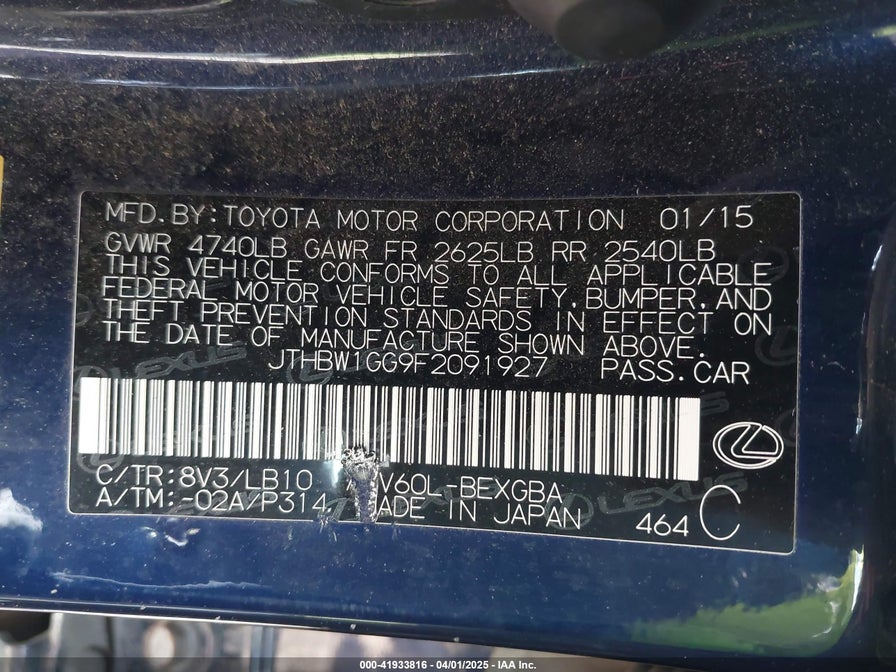 MFD. BY: TOYOTA MOTOR CORPORATION 01/15
GVWR 4740LB GAWR FR 2625LB RR 2540LB
THIS VEHICLE CONFORMS TO ALL APPLICABLE
FEDERAL MOTOR VEHICLE SAFETY, BUMPER, AND
THEFT PREVENTION STANDARDS IN EFFECT ON
THE DATE OF MANUFACTURE SHOWN ABOVE.
JTHBW1GG9F2091927 PASS. CAR
C/TR: 8V3/LB10 V60L-BEXGBA
A/TM: -02A/P314 MADE IN JAPAN 464 C
LEXUS
000-41933816 - 04/01/2025 - IAA Inc.